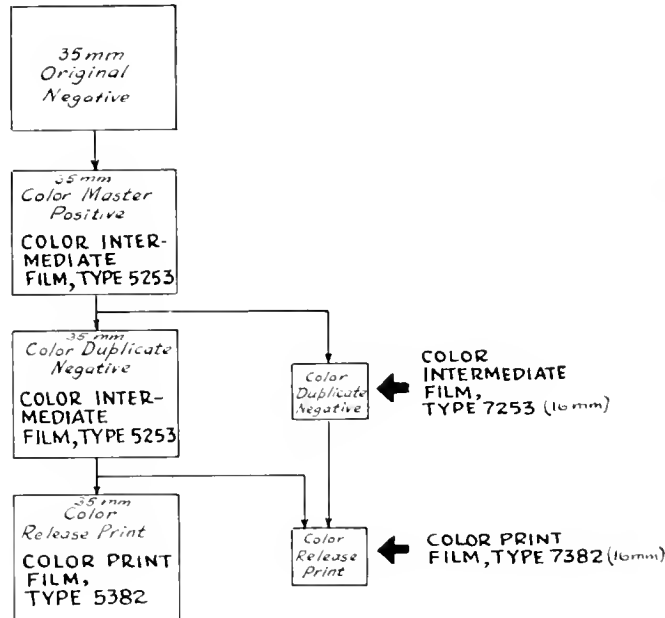 35mm
Original
Negative
35mm
Color Master
Positive
COLOR INTER-
MEDIATE
FILM, TYPE 5253
35mm
Color Duplicate
Negative
COLOR INTER-
MEDIATE
FILM, TYPE 5253
Color
Duplicate
Negative
COLOR
INTERMEDIATE
FILM,
TYPE 7253 (16mm)
35mm
Color
Release Print
COLOR PRINT
FILM,
TYPE 5382
Color
Release
Print
COLOR PRINT
FILM, TYPE 7382 (16mm)